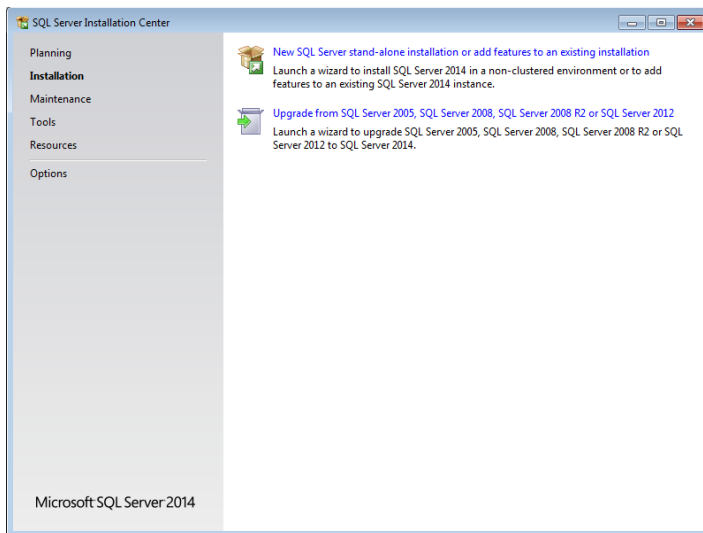 SQL Server Installation Center
Planning
Installation
Maintenance
Tools
Resources
Options
New SQL Server stand-alone installation or add features to an existing installation
Launch a wizard to install SQL Server 2014 in a non-clustered environment or to add
features to an existing SQL Server 2014 instance.
Upgrade from SQL Server 2005, SQL Server 2008, SQL Server 2008 R2 or SQL Server 2012
Launch a wizard to upgrade SQL Server 2005, SQL Server 2008, SQL Server 2008 R2 or SQL
Server 2012 to SQL Server 2014.
Microsoft SQL Server 2014